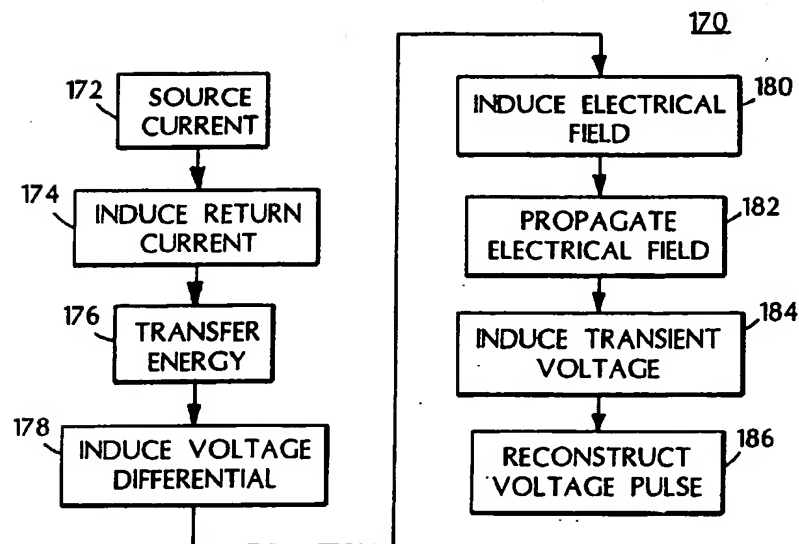 170
172
SOURCE
CURRENT
174
INDUCE RETURN
CURRENT
176
TRANSFER
ENERGY
178
INDUCE VOLTAGE
DIFFERENTIAL
180
INDUCE ELECTRICAL
FIELD
182
PROPAGATE
ELECTRICAL FIELD
184
INDUCE TRANSIENT
VOLTAGE
186
RECONSTRUCT
VOLTAGE PULSE